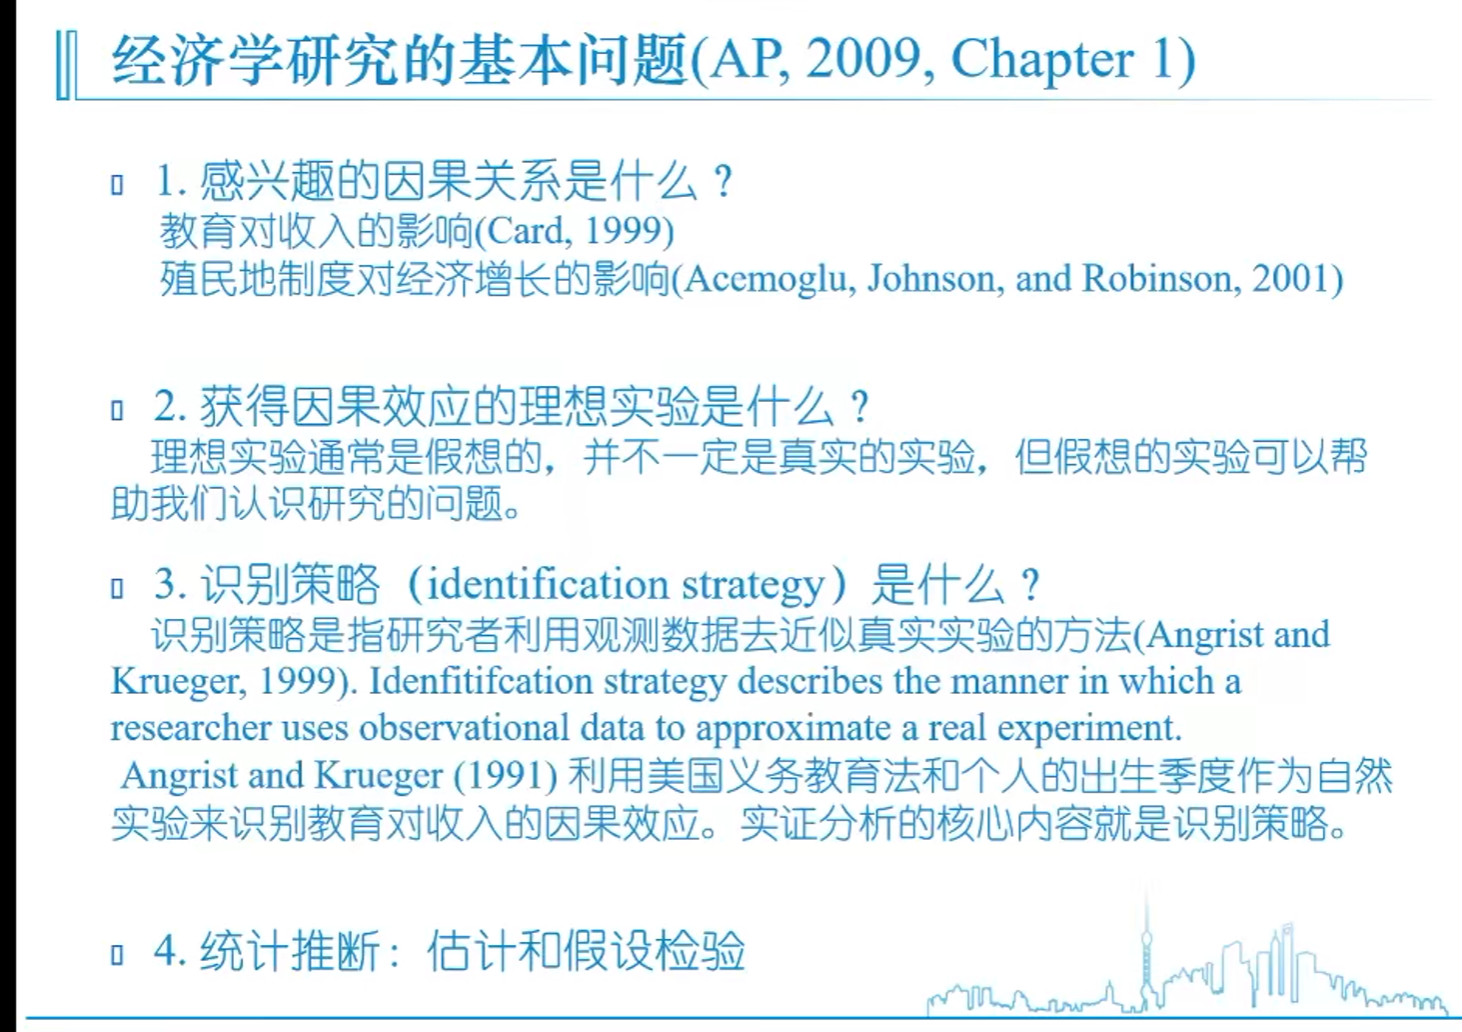 经济学研究的基本问题(AP, 2009, Chapter 1)
1. 感兴趣的因果关系是什么？
教育对收入的影响(Card, 1999)
殖民地制度对经济增长的影响(Acemoglu, Johnson, and Robinson, 2001)
2. 获得因果效应的理想实验是什么？
理想实验通常是假想的，并不一定是真实的实验，但假想的实验可以帮
助我们认识研究的问题。
3. 识别策略（identification strategy）是什么？
识别策略是指研究者利用观测数据去近似真实实验的方法(Angrist and
Krueger, 1999). Idenfitifcation strategy describes the manner in which a
researcher uses observational data to approximate a real experiment.
Angrist and Krueger (1991) 利用美国义务教育法和个人的出生季度作为自然
实验来识别教育对收入的因果效应。实证分析的核心内容就是识别策略。
4. 统计推断：估计和假设检验